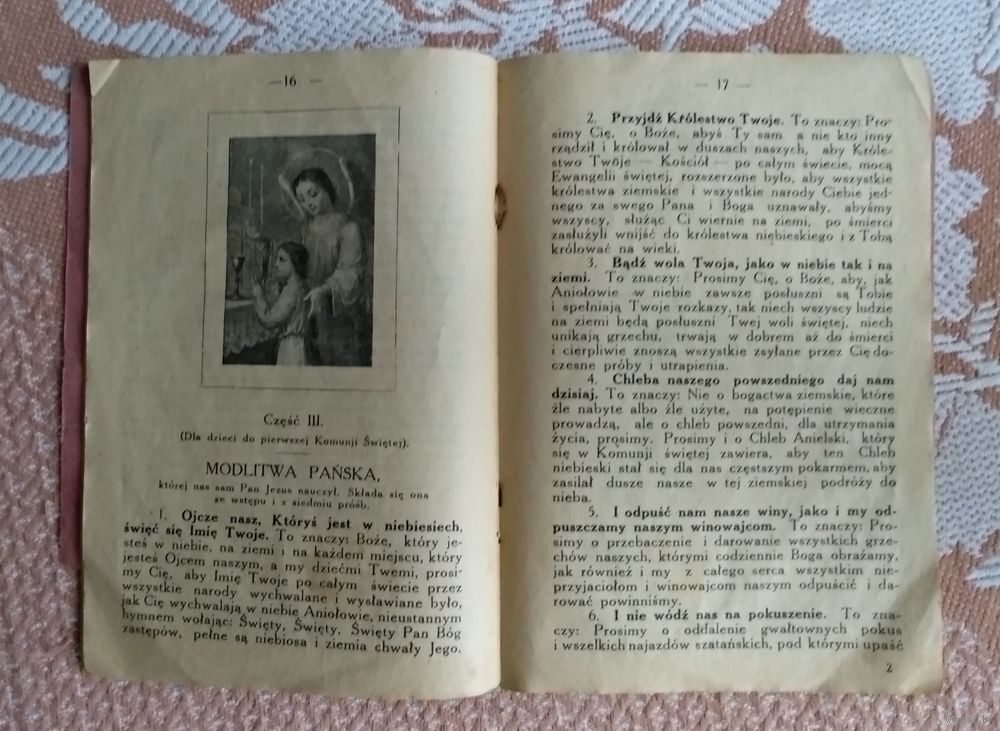 —16 —
Część III.
(Dla dzieci do pierwszej Komunji Świętej).
MODLITWA PAŃSKA,
której nas sam Pan Jezus nauczył. Składa się ona
ze wstępu i z siedmiu próśb.
1. Ojcze nasz, Któryś jest w niebiesiech,
święć się Imię Twoje. To znaczy: Boże, który je-
steś w niebie, na ziemi i na każdem miejscu, który
jesteś Ojcem naszym, a my dziećmi Twemi, prosi-
my Cię, aby Imię Twoje po całym świecie przez
wszystkie narody wychwalane i wysławiane było,
jak Cię wychwalają w niebie Aniołowie, nieustannym
hymnem wołając: Święty, Święty, Święty Pan Bóg
zastępów, pełne są niebiosa i ziemia chwały Jego.
— 17 —
2. Przyjdź Królestwo Twoje. To znaczy: Pro-
simy Cię, o Boże, abyś Ty sam a nie kto inny
rządził i królował w duszach naszych, aby Króle-
stwo Twoje — Kościół — po całym świecie, mocą
Ewangelii świętej, rozszerzone było, aby wszystkie
królestwa ziemskie i wszystkie narody Ciebie jed-
nego za swego Pana i Boga uznawały, abyśmy
wszyscy, służąc Ci wiernie na ziemi, po śmierci
zasłużyli wnijść do królestwa niebieskiego i z Tobą
królować na wieki.
3. Bądź wola Twoja, jako w niebie tak i na
ziemi. To znaczy: Prosimy Cię, o Boże, aby, jak
Aniołowie w niebie zawsze posłuszni są Tobie
i spełniają Twoje rozkazy, tak niech wszyscy ludzie
na ziemi będą posłuszni Twej woli świętej, niech
unikają grzechu, trwają w dobrem aż do śmierci
i cierpliwie znoszą wszystkie zsyłane przez Cię do-
czesne próby i utrapienia.
4. Chleba naszego powszedniego daj nam
dzisiaj. To znaczy: Nie o bogactwa ziemskie, które
źle nabyte albo źle użyte, na potępienie wieczne
prowadzą, ale o chleb powszedni, dla utrzymania
życia, prosimy. Prosimy i o Chleb Anielski, który
się w Komunji świętej zawiera, aby ten Chleb
niebieski stał się dla nas częstszym pokarmem, aby
zasilał dusze nasze w tej ziemskiej podróży do
nieba.
5. I odpuść nam nasze winy, jako i my od-
puszczamy naszym winowajcom. To znaczy: Pro-
simy o przebaczenie i darowanie wszystkich grze-
chów naszych, którymi codziennie Boga obrażamy,
jak również i my z całego serca wszystkim nie-
przyjaciołom i winowajcom naszym odpuścić i da-
rować powinniśmy.
6. I nie wódź nas na pokuszenie. To zna-
czy: Prosimy o oddalenie gwałtownych pokus
i wszelkich najazdów szatańskich, pod którymi upaść
2